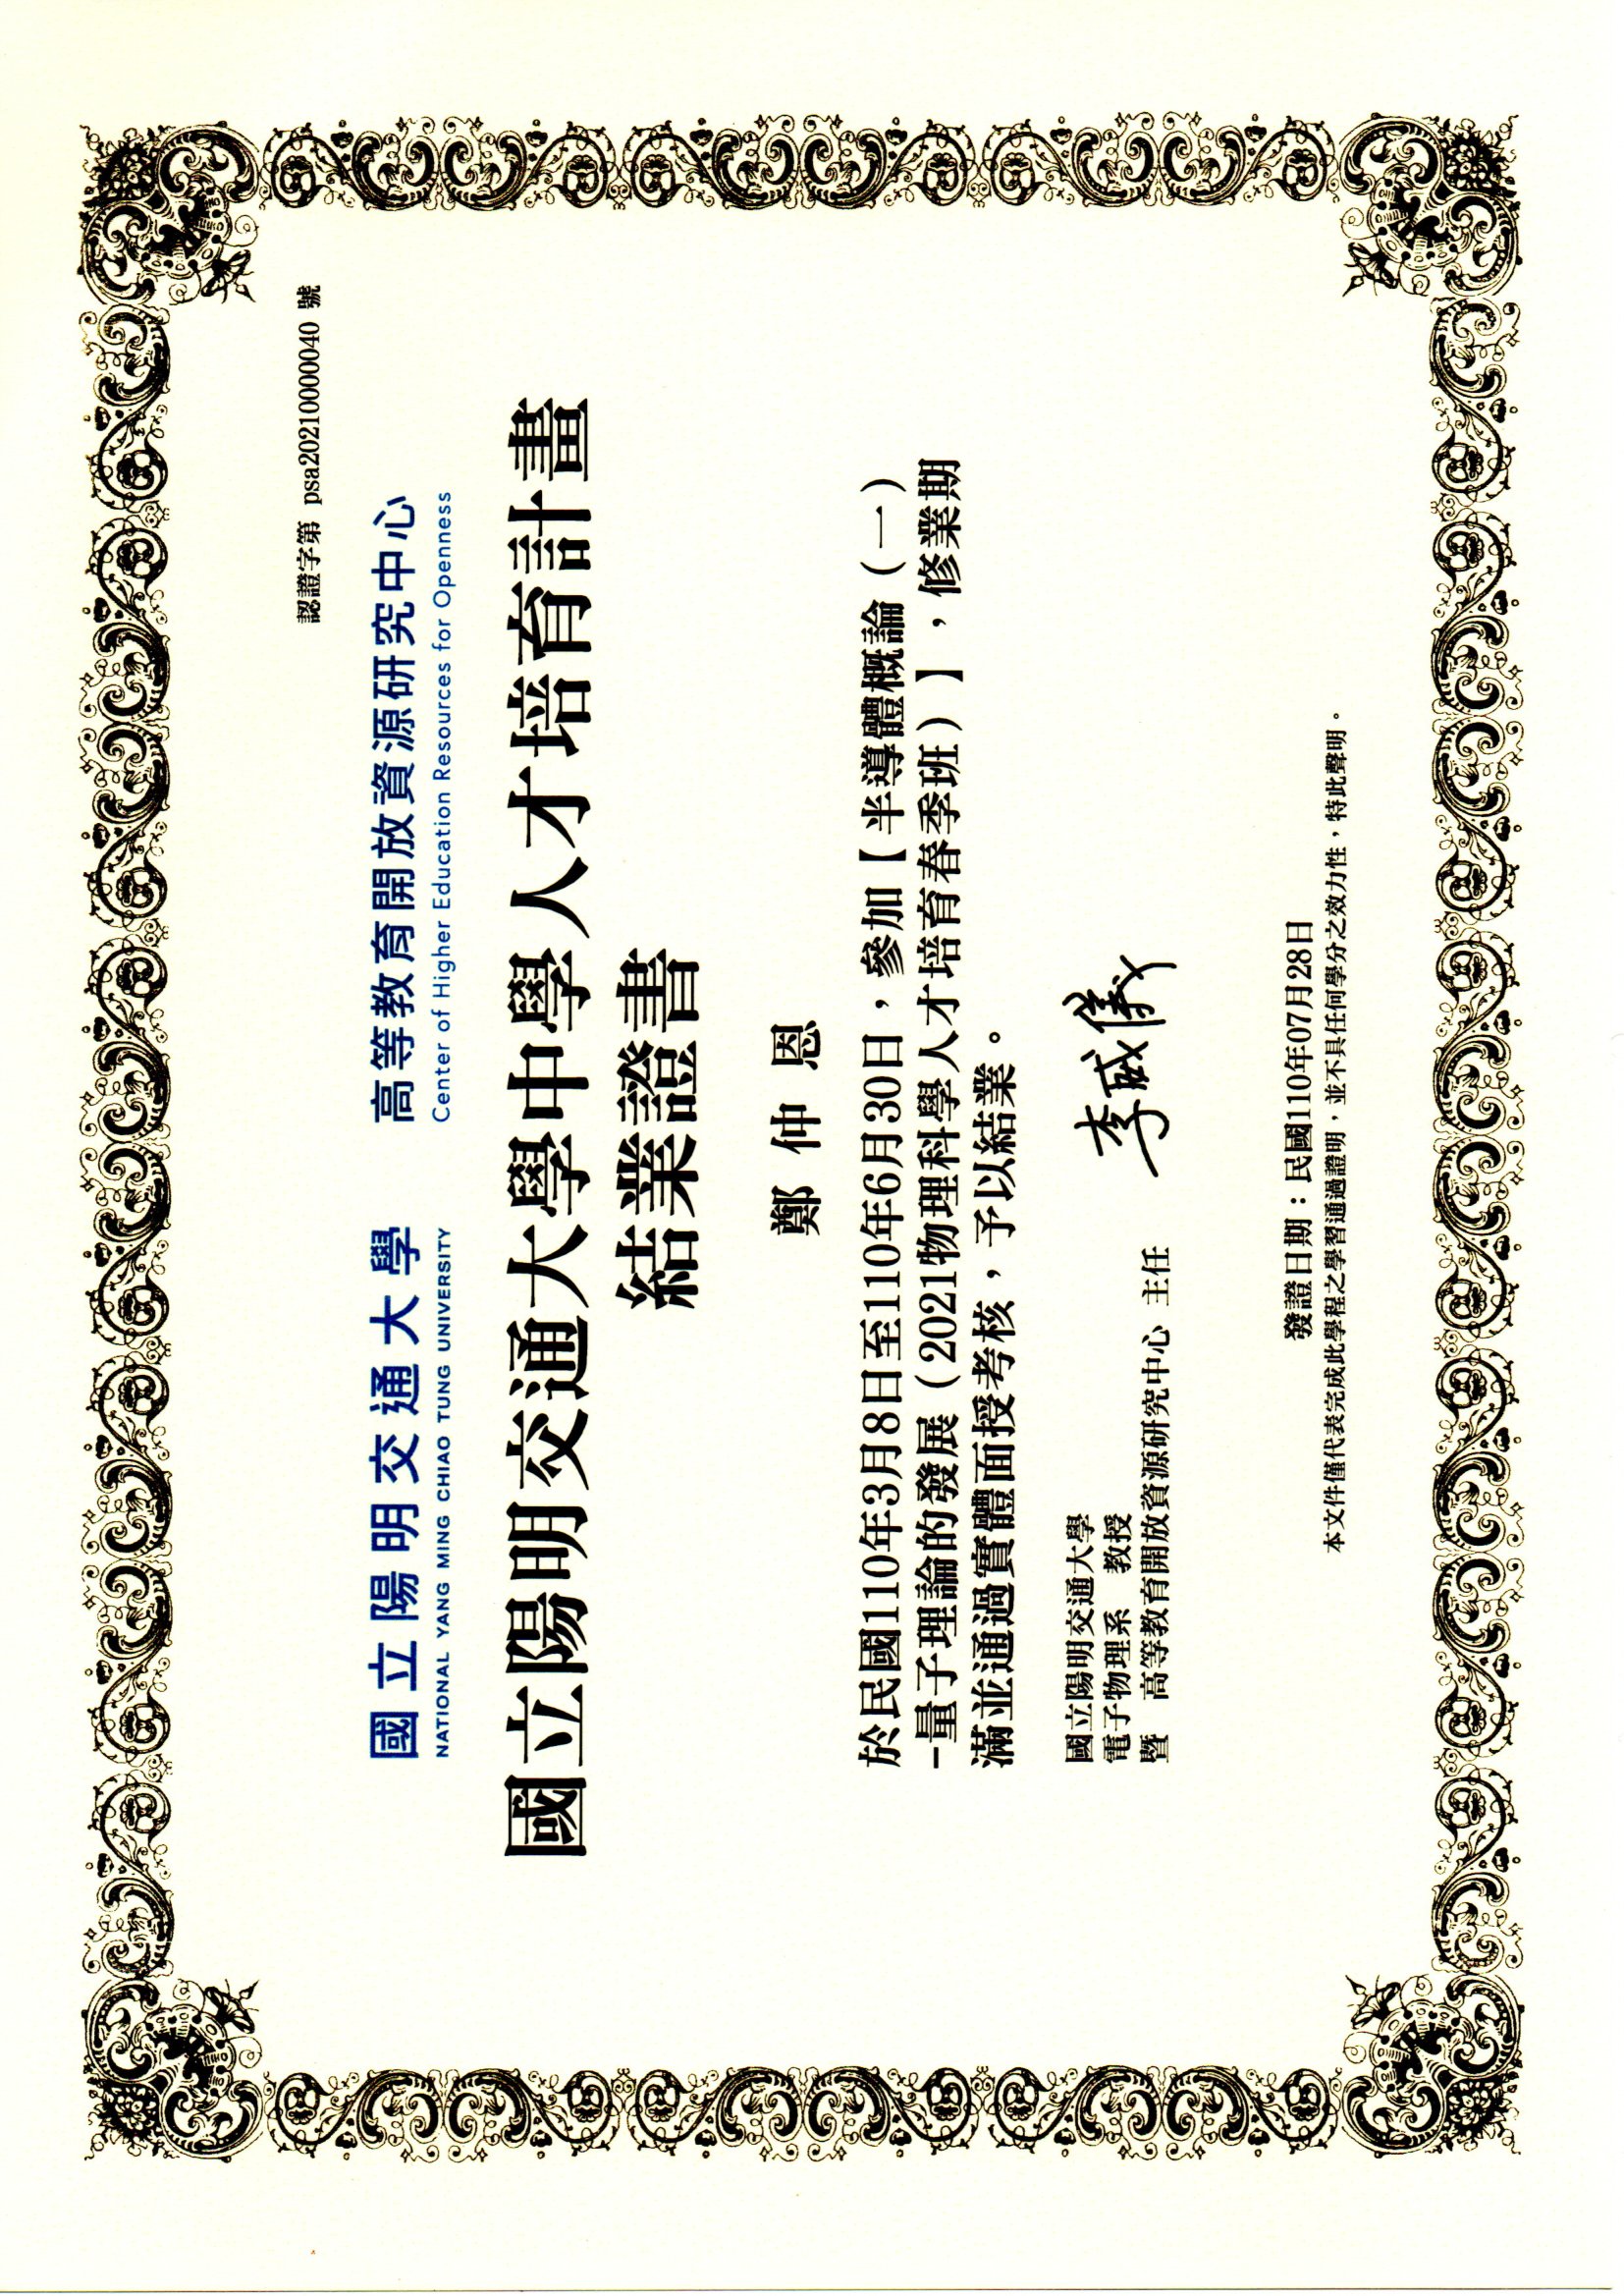 認證字第 psa202100000040 號
國立陽明交通大學 高等教育開放資源研究中心
NATIONAL YANG MING CHIAO TUNG UNIVERSITY Center of Higher Education Resources for Openness
國立陽明交通大學中學人才培育計畫
結業證書
鄭 仲 恩
於民國110年3月8日至110年6月30日，參加【半導體概論（一）
-量子理論的發展（2021物理科學人才培育春季班）】，修業期
滿並通過實體面授考核，予以結業。
國立陽明交通大學
電子物理系 教授
暨 高等教育開放資源研究中心 主任 李威儀
發證日期：民國110年07月28日
本文件僅代表完成此學程之學習通過證明，並不具任何學分之效力性，特此聲明。